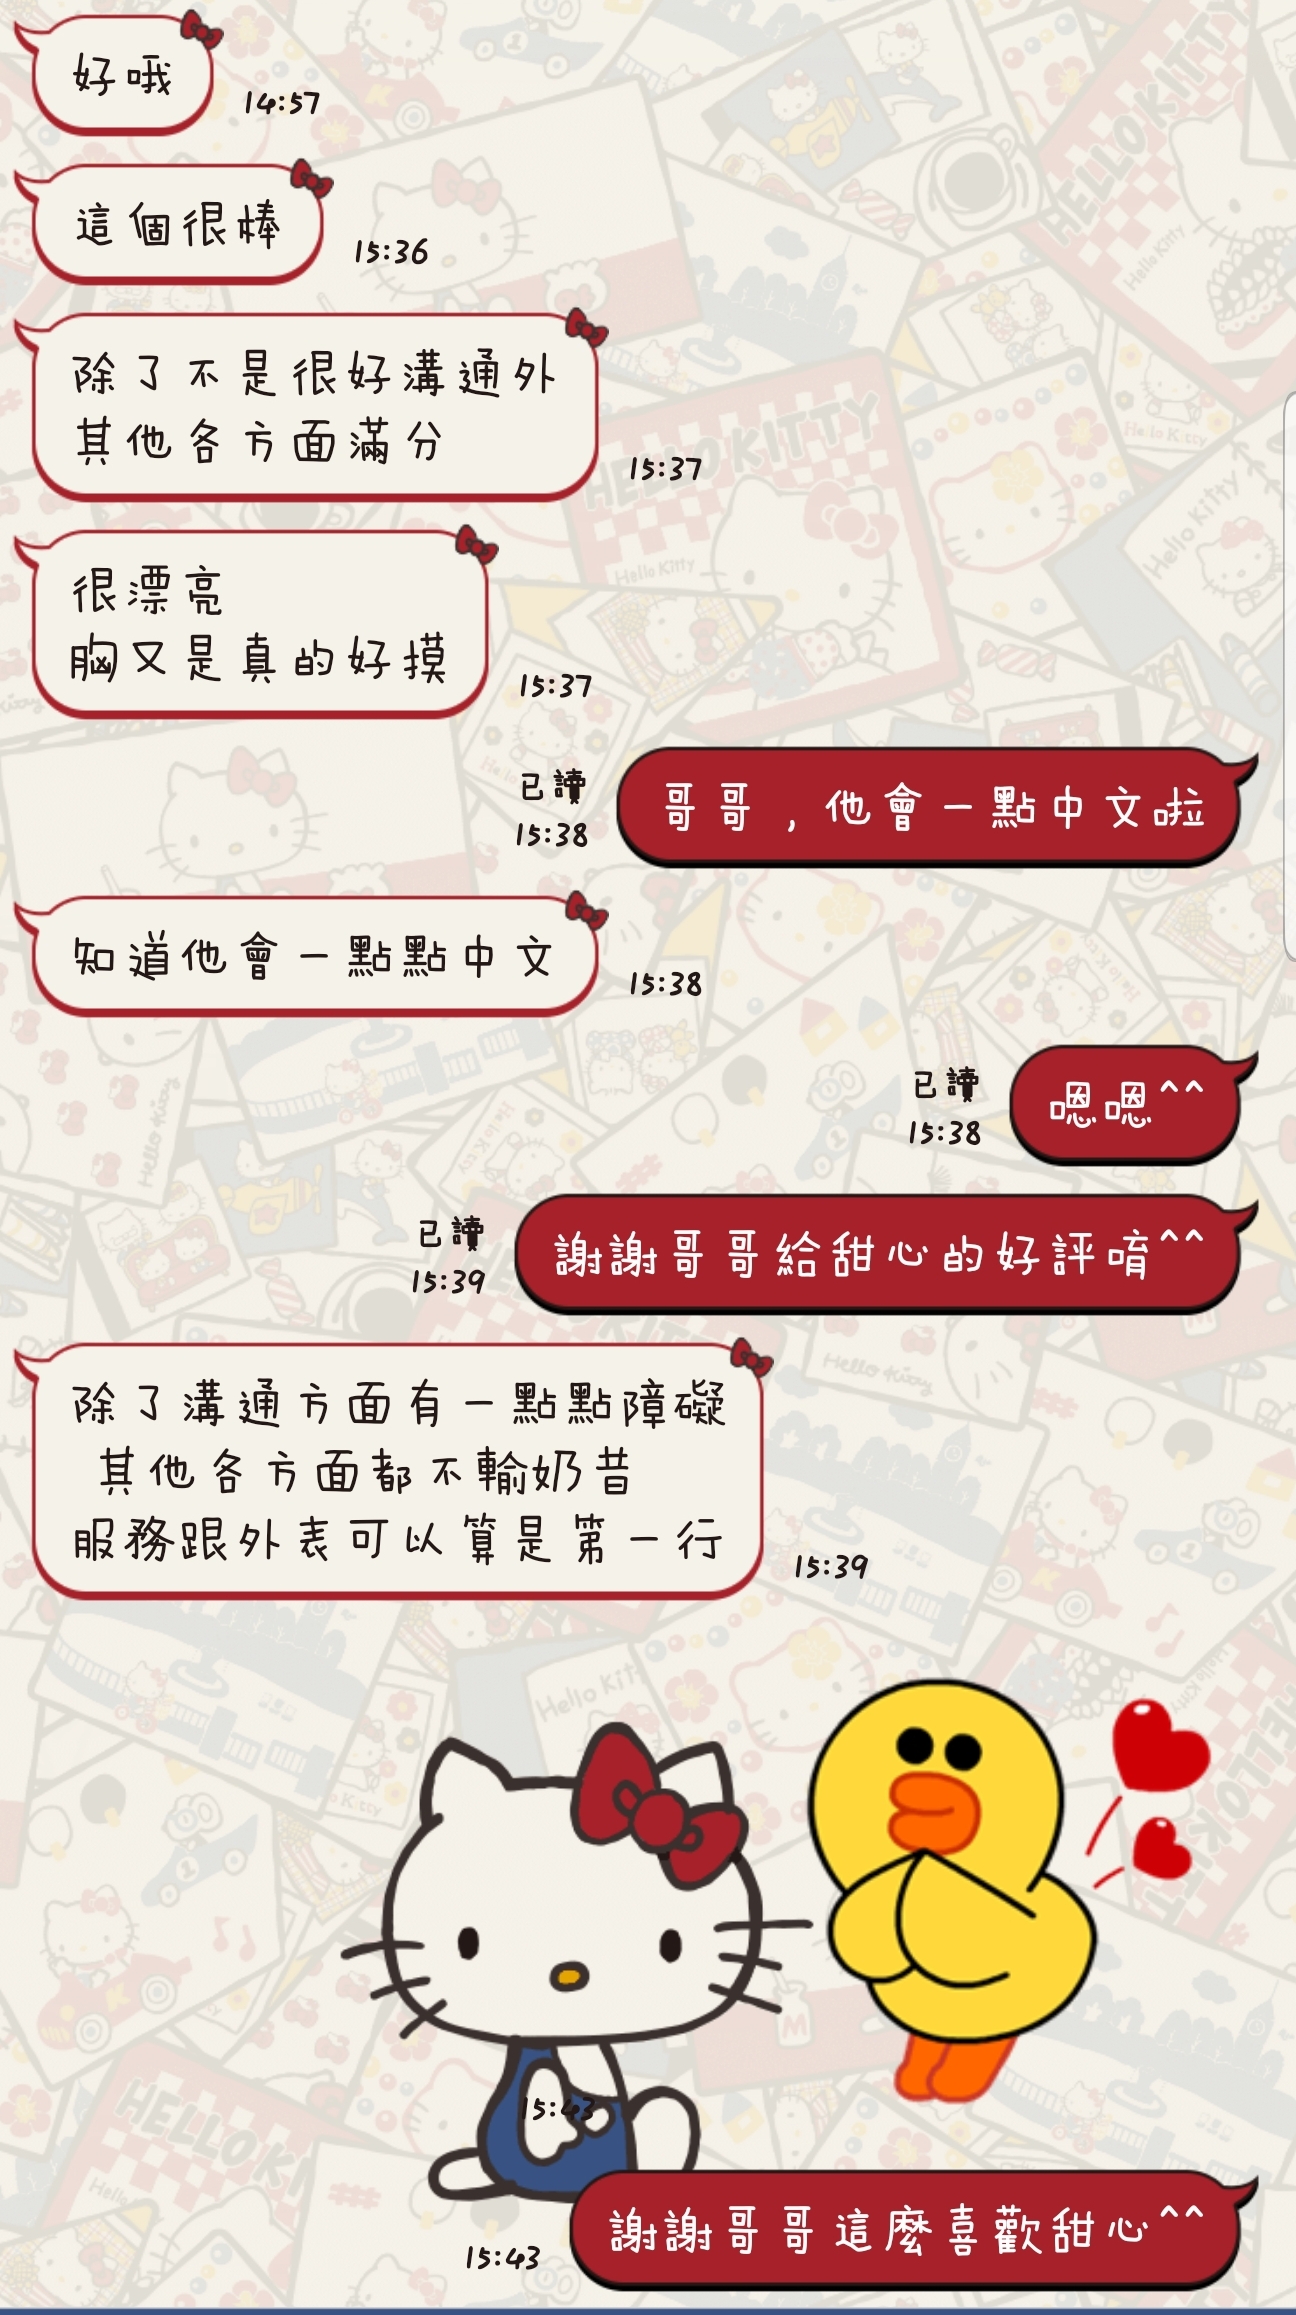 好哦
14:57
這個很棒
15:36
除了不是很好溝通外
其他各方面滿分
15:37
很漂亮
胸又是真的好摸
15:37
已讀
15:38
哥哥，他會一點中文啦
知道他會一點點中文
15:38
已讀
15:38
嗯嗯^^
已讀
15:39
謝謝哥哥給甜心的好評唷^^
除了溝通方面有一點點障礙
其他各方面都不輸奶昔
服務跟外表可以算是第一行
15:39
15:43
15:43
謝謝哥哥這麼喜歡甜心^^